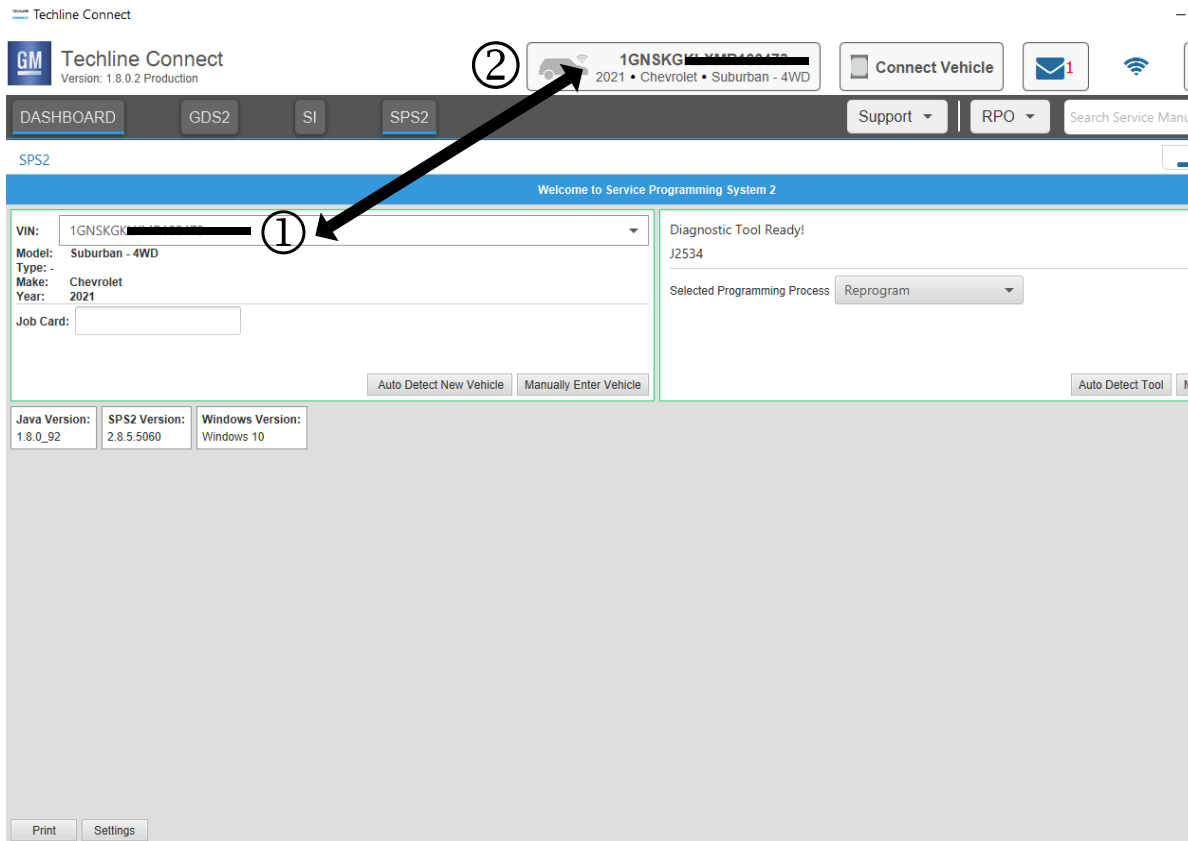 Techline Connect
GM
Techline Connect
Version: 1.8.0.2 Production
②
1GNSKGK
2021 • Chevrolet • Suburban - 4WD
Connect Vehicle
1
DASHBOARD
GDS2
SI
SPS2
Support
RPO
Search Service Manu
SPS2
Welcome to Service Programming System 2
VIN: 1GNSKGK
①
Model: Suburban - 4WD
Type: -
Make: Chevrolet
Year: 2021
Job Card:
Auto Detect New Vehicle
Manually Enter Vehicle
Diagnostic Tool Ready!
J2534
Selected Programming Process Reprogram
Auto Detect Tool
Java Version:
1.8.0_92
SPS2 Version:
2.8.5.5060
Windows Version:
Windows 10
Print
Settings